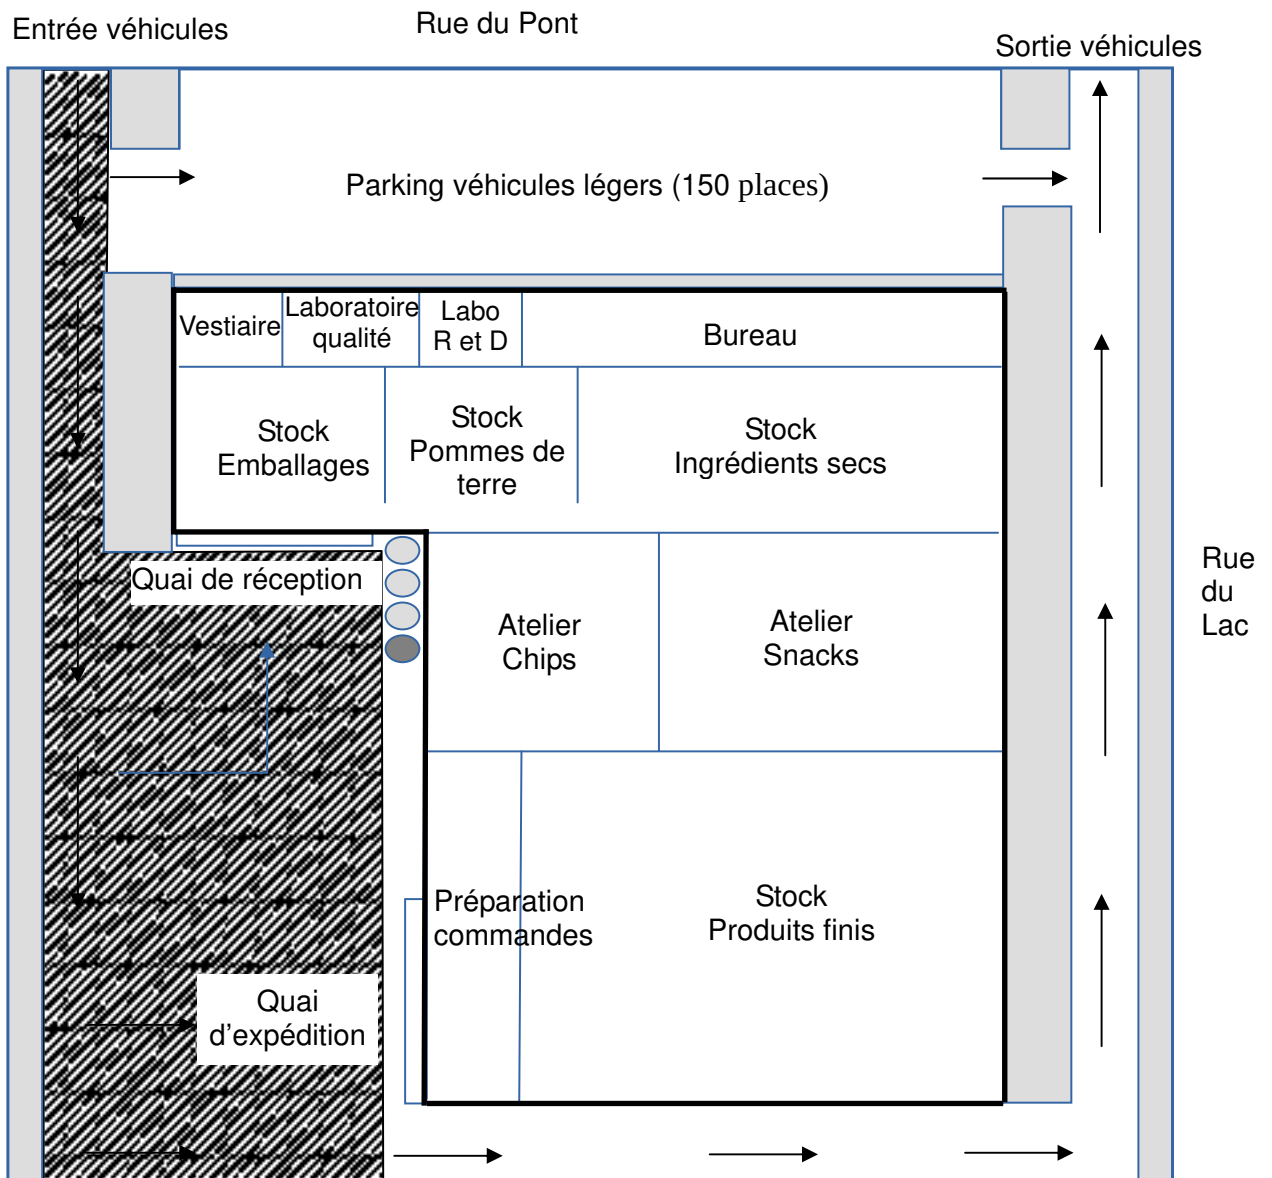 Entrée véhicules
Rue du Pont
Sortie véhicules
Parking véhicules légers (150 places)
Vestiaire
Laboratoire
qualité
Labo
R et D
Bureau
Stock
Emballages
Stock
Pommes de
terre
Stock
Ingrédients secs
Quai de réception
Atelier
Chips
Atelier
Snacks
Rue
du
Lac
Préparation
commandes
Stock
Produits finis
Quai
d'expédition